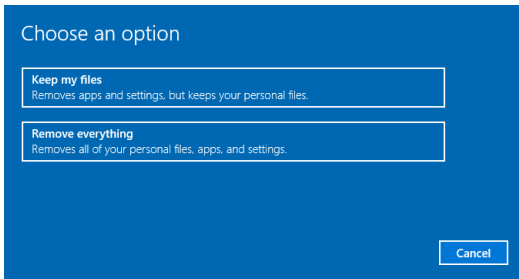 Choose an option
Keep my files
Removes apps and settings, but keeps your personal files.
Remove everything
Removes all of your personal files, apps, and settings.
Cancel